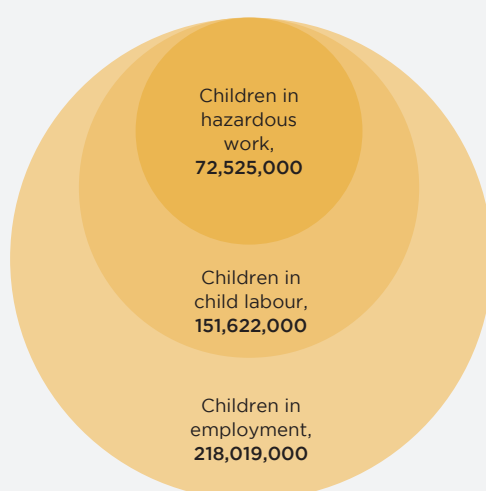 Children in
hazardous
work,
72,525,000
Children in
child labour,
151,622,000
Children in
employment,
218,019,000